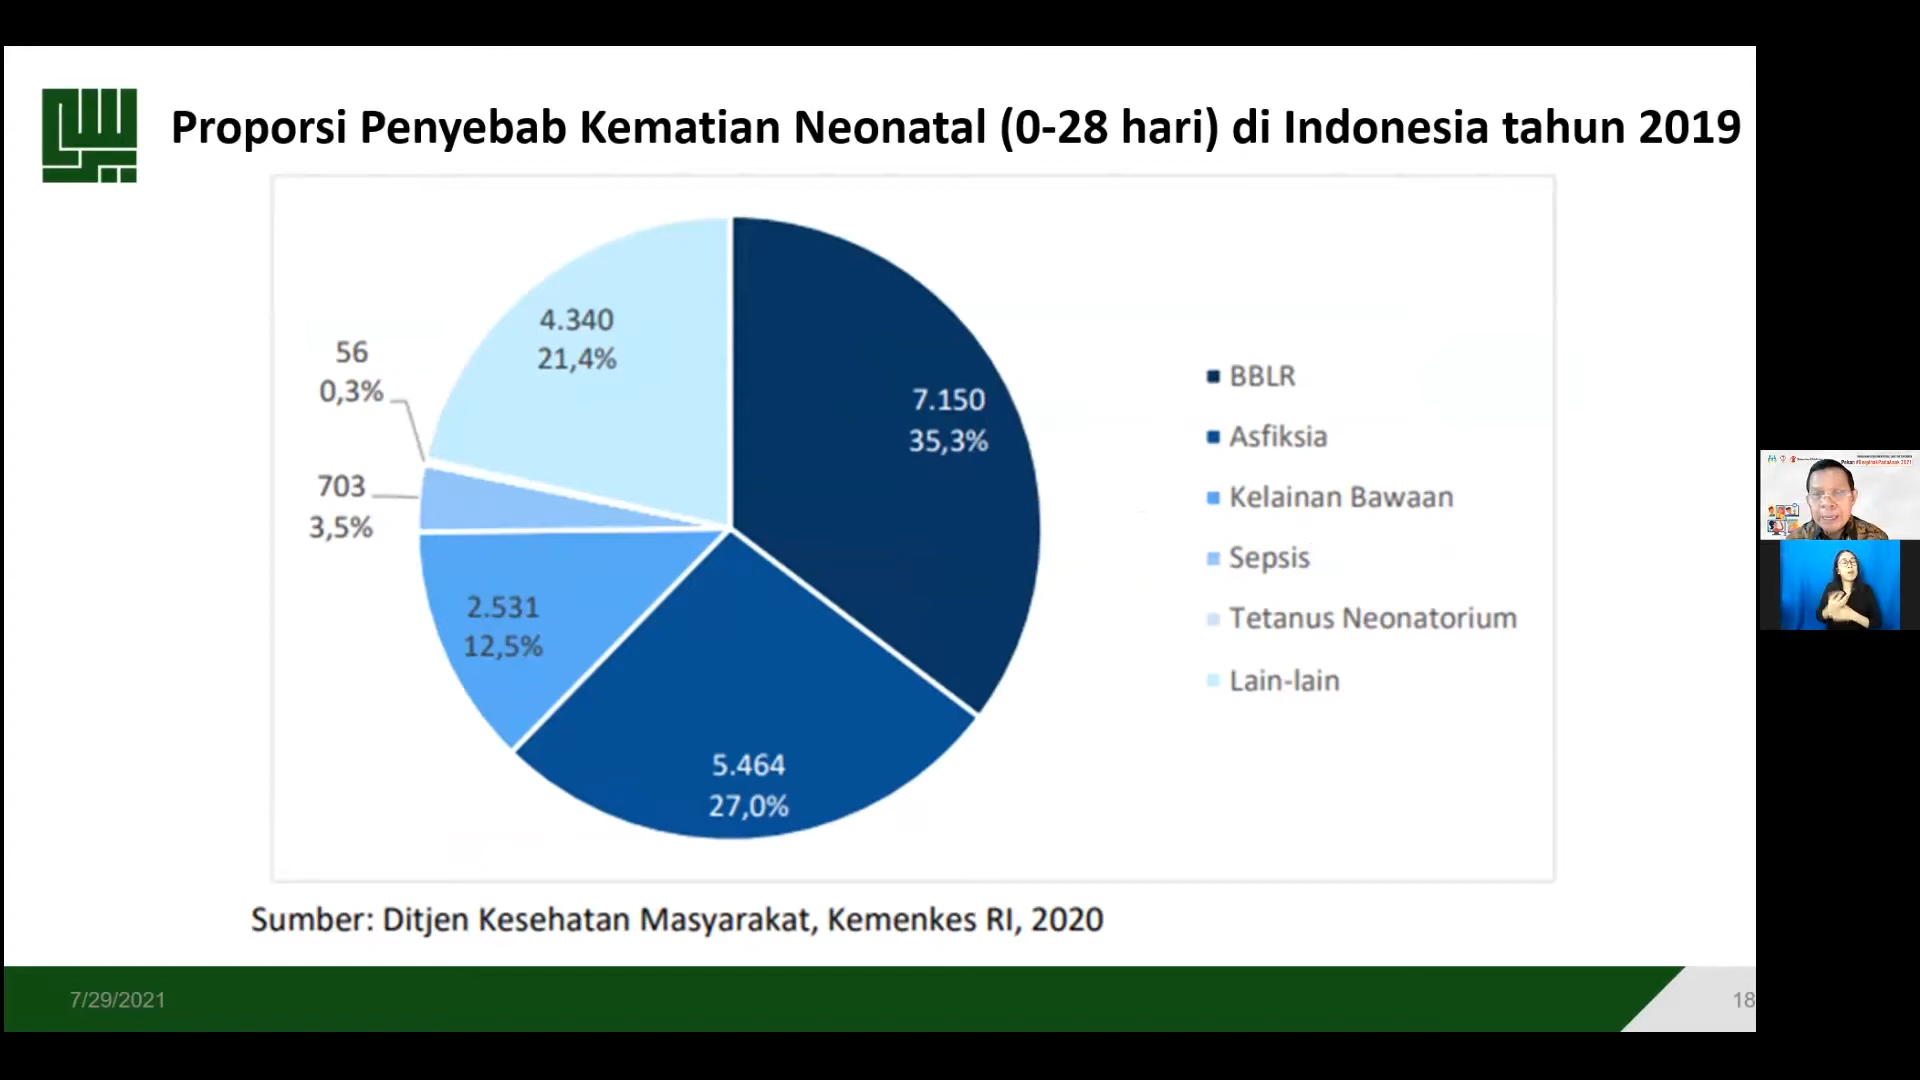 Proporsi Penyebab Kematian Neonatal (0-28 hari) di Indonesia tahun 2019
4.340
21,4%
56
0,3%
7.150
35,3%
703
3,5%
2.531
12,5%
5.464
27,0%
BBLR
Asfiksia
Kelainan Bawaan
Sepsis
Tetanus Neonatorium
Lain-lain
Sumber: Ditjen Kesehatan Masyarakat, Kemenkes RI, 2020
7/29/2021
18